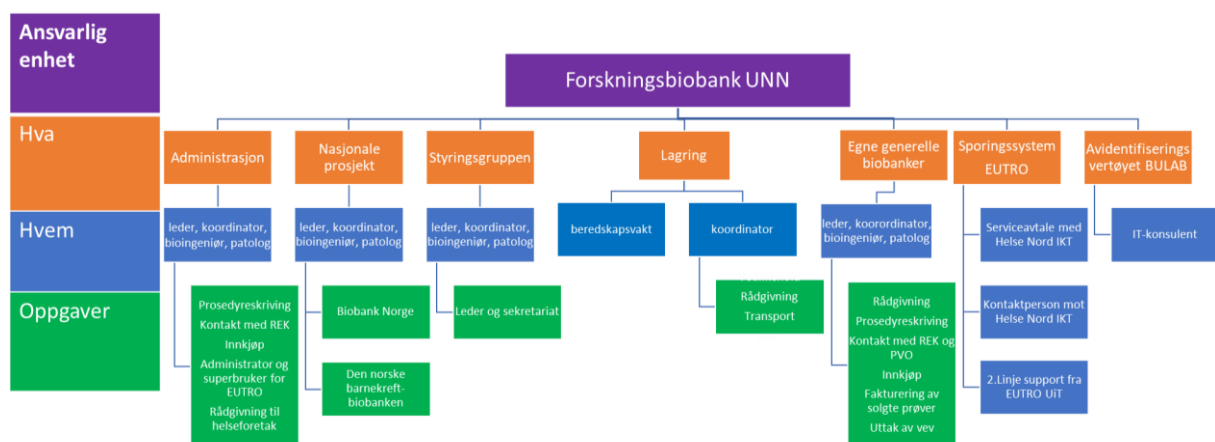 Ansvarlig
enhet
Forskningsbiobank UNN
Hva
Administrasjon
Nasjonale
prosjekt
Styringsgruppen
Lagring
Egne generelle
biobanker
Sporingssystem
EUTRO
Avidentifiserings
vertøyet BULAB
Hvem
leder, koordinator,
bioingeniør, patolog
leder, koordinator,
bioingeniør, patolog
leder, koordinator,
bioingeniør, patolog
beredskapsvakt
koordinator
leder, koorordinator,
bioingeniør, patolog
Serviceavtale med
Helse Nord IKT
IT-konsulent
Oppgaver
Prosedyreskriving
Kontakt med REK
Innkjøp
Administrator og
superbruker for
EUTRO
Rådgivning til
helseforetak
Biobank Norge
Den norske
barnekreft-
biobanken
Leder og sekretariat
Rådgivning
Transport
Rådgivning
Prosedyreskriving
Kontakt med REK og
PVO
Innkjøp
Fakturering av
solgte prøver
Uttak av vev
Kontaktperson mot
Helse Nord IKT
2.Linje support fra
EUTRO UiT